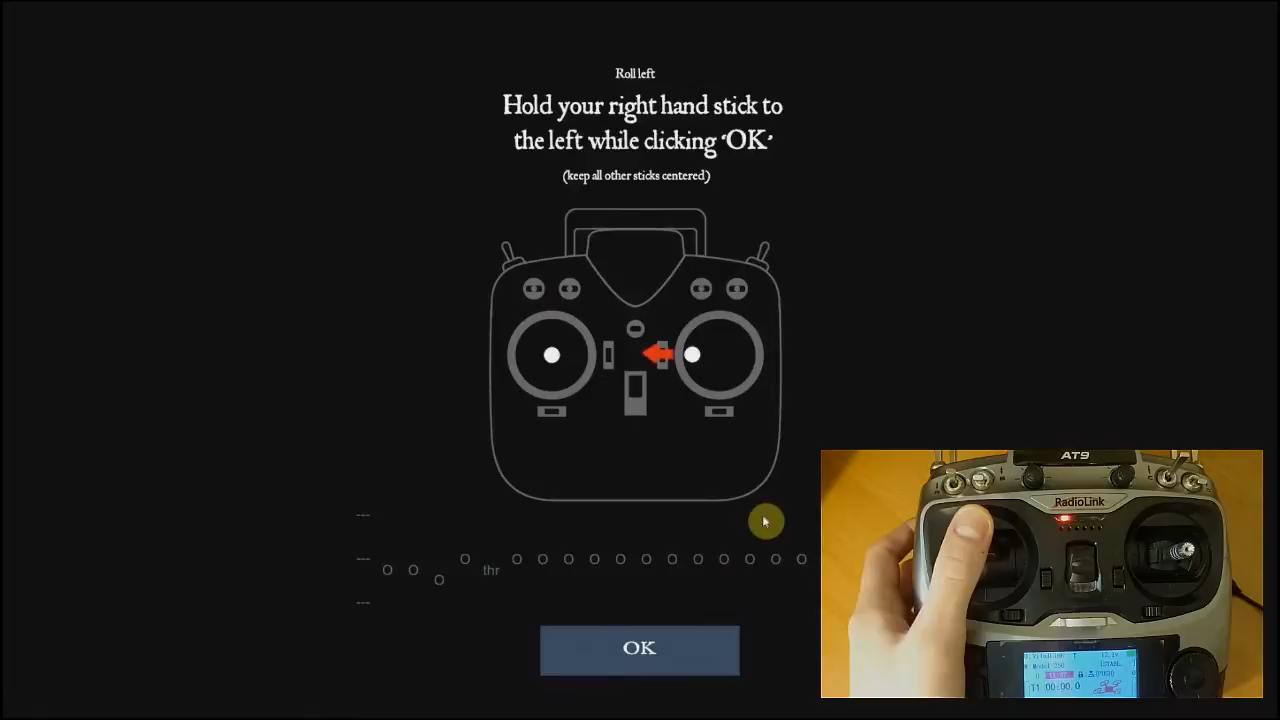 Roll left
Hold your right hand stick to
the left while clicking 'OK'
(keep all other sticks centered)
thr
OK
AT9
RadioLink